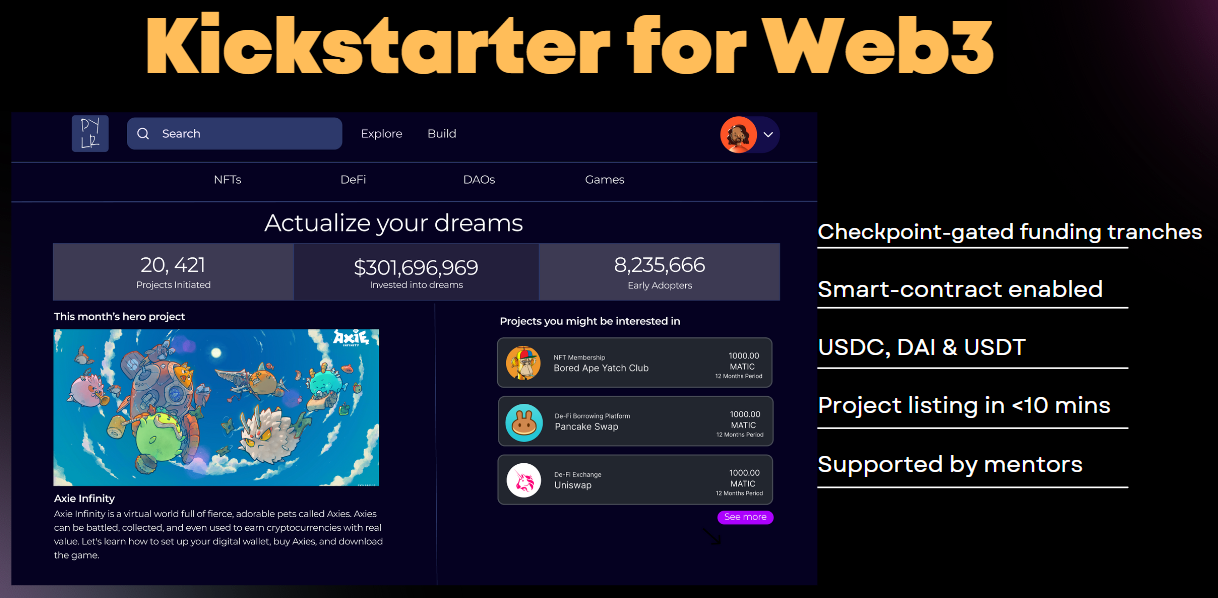 Kickstarter for Web3
PY
LR
Search
Explore
Build
NFTs
DeFi
DAOs
Games
Actualize your dreams
20, 421
Projects Initiated
$301,696,969
Invested into dreams
8,235,666
Early Adopters
This month's hero project
AXIE
INFINITY
Axie Infinity
Axie Infinity is a virtual world full of fierce, adorable pets called Axies. Axies
can be battled, collected, and even used to earn cryptocurrencies with real
value. Let's learn how to set up your digital wallet, buy Axies, and download
the game.
Projects you might be interested in
NFT Membership
Bored Ape Yatch Club
1000.00
MATIC
12 Months Period
De-Fi Borrowing Platform
Pancake Swap
1000.00
MATIC
12 Months Period
De-Fi Exchange
Uniswap
1000.00
MATIC
12 Months Period
See more
Checkpoint-gated funding tranches
Smart-contract enabled
USDC, DAI & USDT
Project listing in <10 mins
Supported by mentors